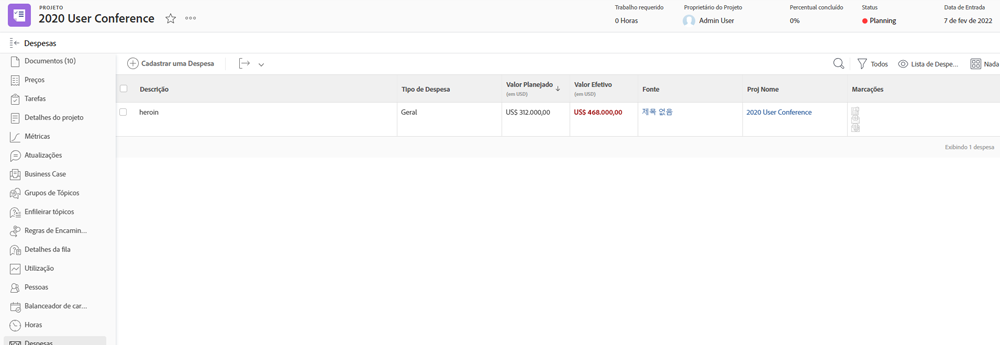 PROJETO
2020 User Conference
Trabalho requerido
0 Horas
Proprietário do Projeto
Admin User
Percentual concluído
0%
Status
Planning
Data de Entrada
7 de fev de 2022
Despesas
Documentos (10)
Preços
Tarefas
Detalhes do projeto
Métricas
Atualizações
Business Case
Grupos de Tópicos
Enfileirar tópicos
Regras de Encamin...
Detalhes da fila
Utilização
Pessoas
Balanceador de car...
Horas
Despesas
Cadastrar uma Despesa
Todos
Lista de Despe...
Nada
Descrição
Tipo de Despesa
Valor Planejado
(em USD)
Valor Efetivo
(em USD)
Fonte
Proj Nome
Marcações
heroin
Geral
US$ 312.000,00
US$ 468.000,00
제목 없음
2020 User Conference
Exibindo 1 despesa